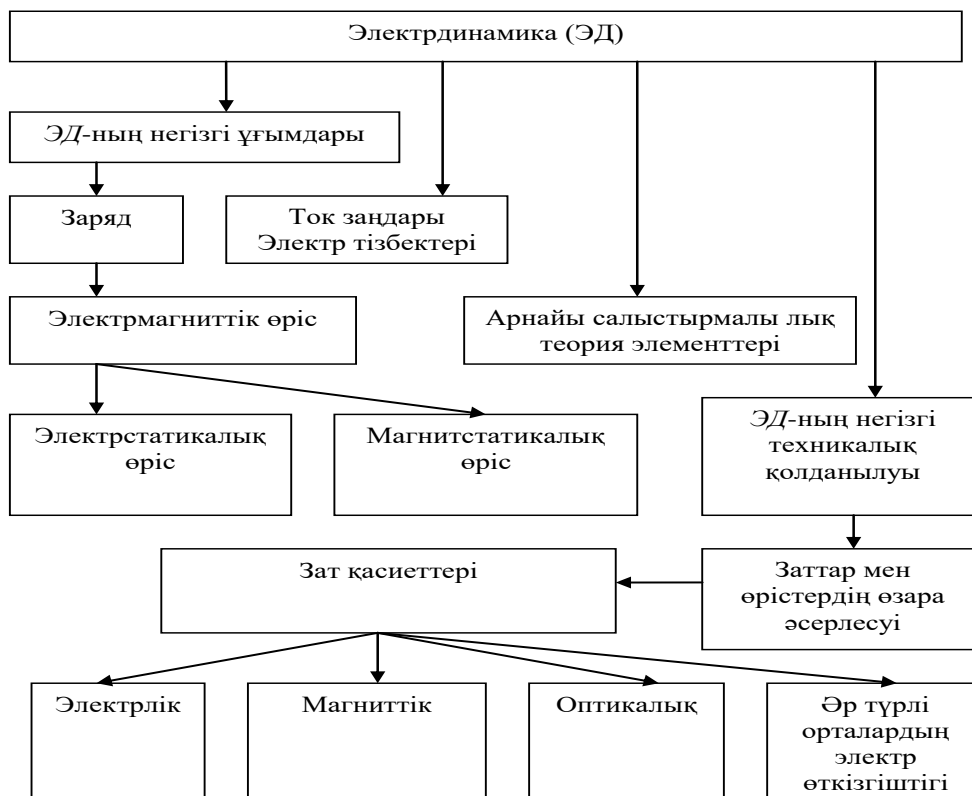 Электрдинамика (ЭД)
ЭД-ның негізгі ұғымдары
Заряд
Ток заңдары
Электр тізбектері
Электрмагниттік өріс
Арнайы салыстырмалы лық
теория элементтері
Электрстатикалық
өріс
Магнитстатикалық
өріс
ЭД-ның негізгі
техникалық
қолданылуы
Зат қасиеттері
Заттар мен
өрістердің өзара
әсерлесуі
Электрлік
Магниттік
Оптикалық
Әр түрлі
орталардың
электр
өткізгіштігі